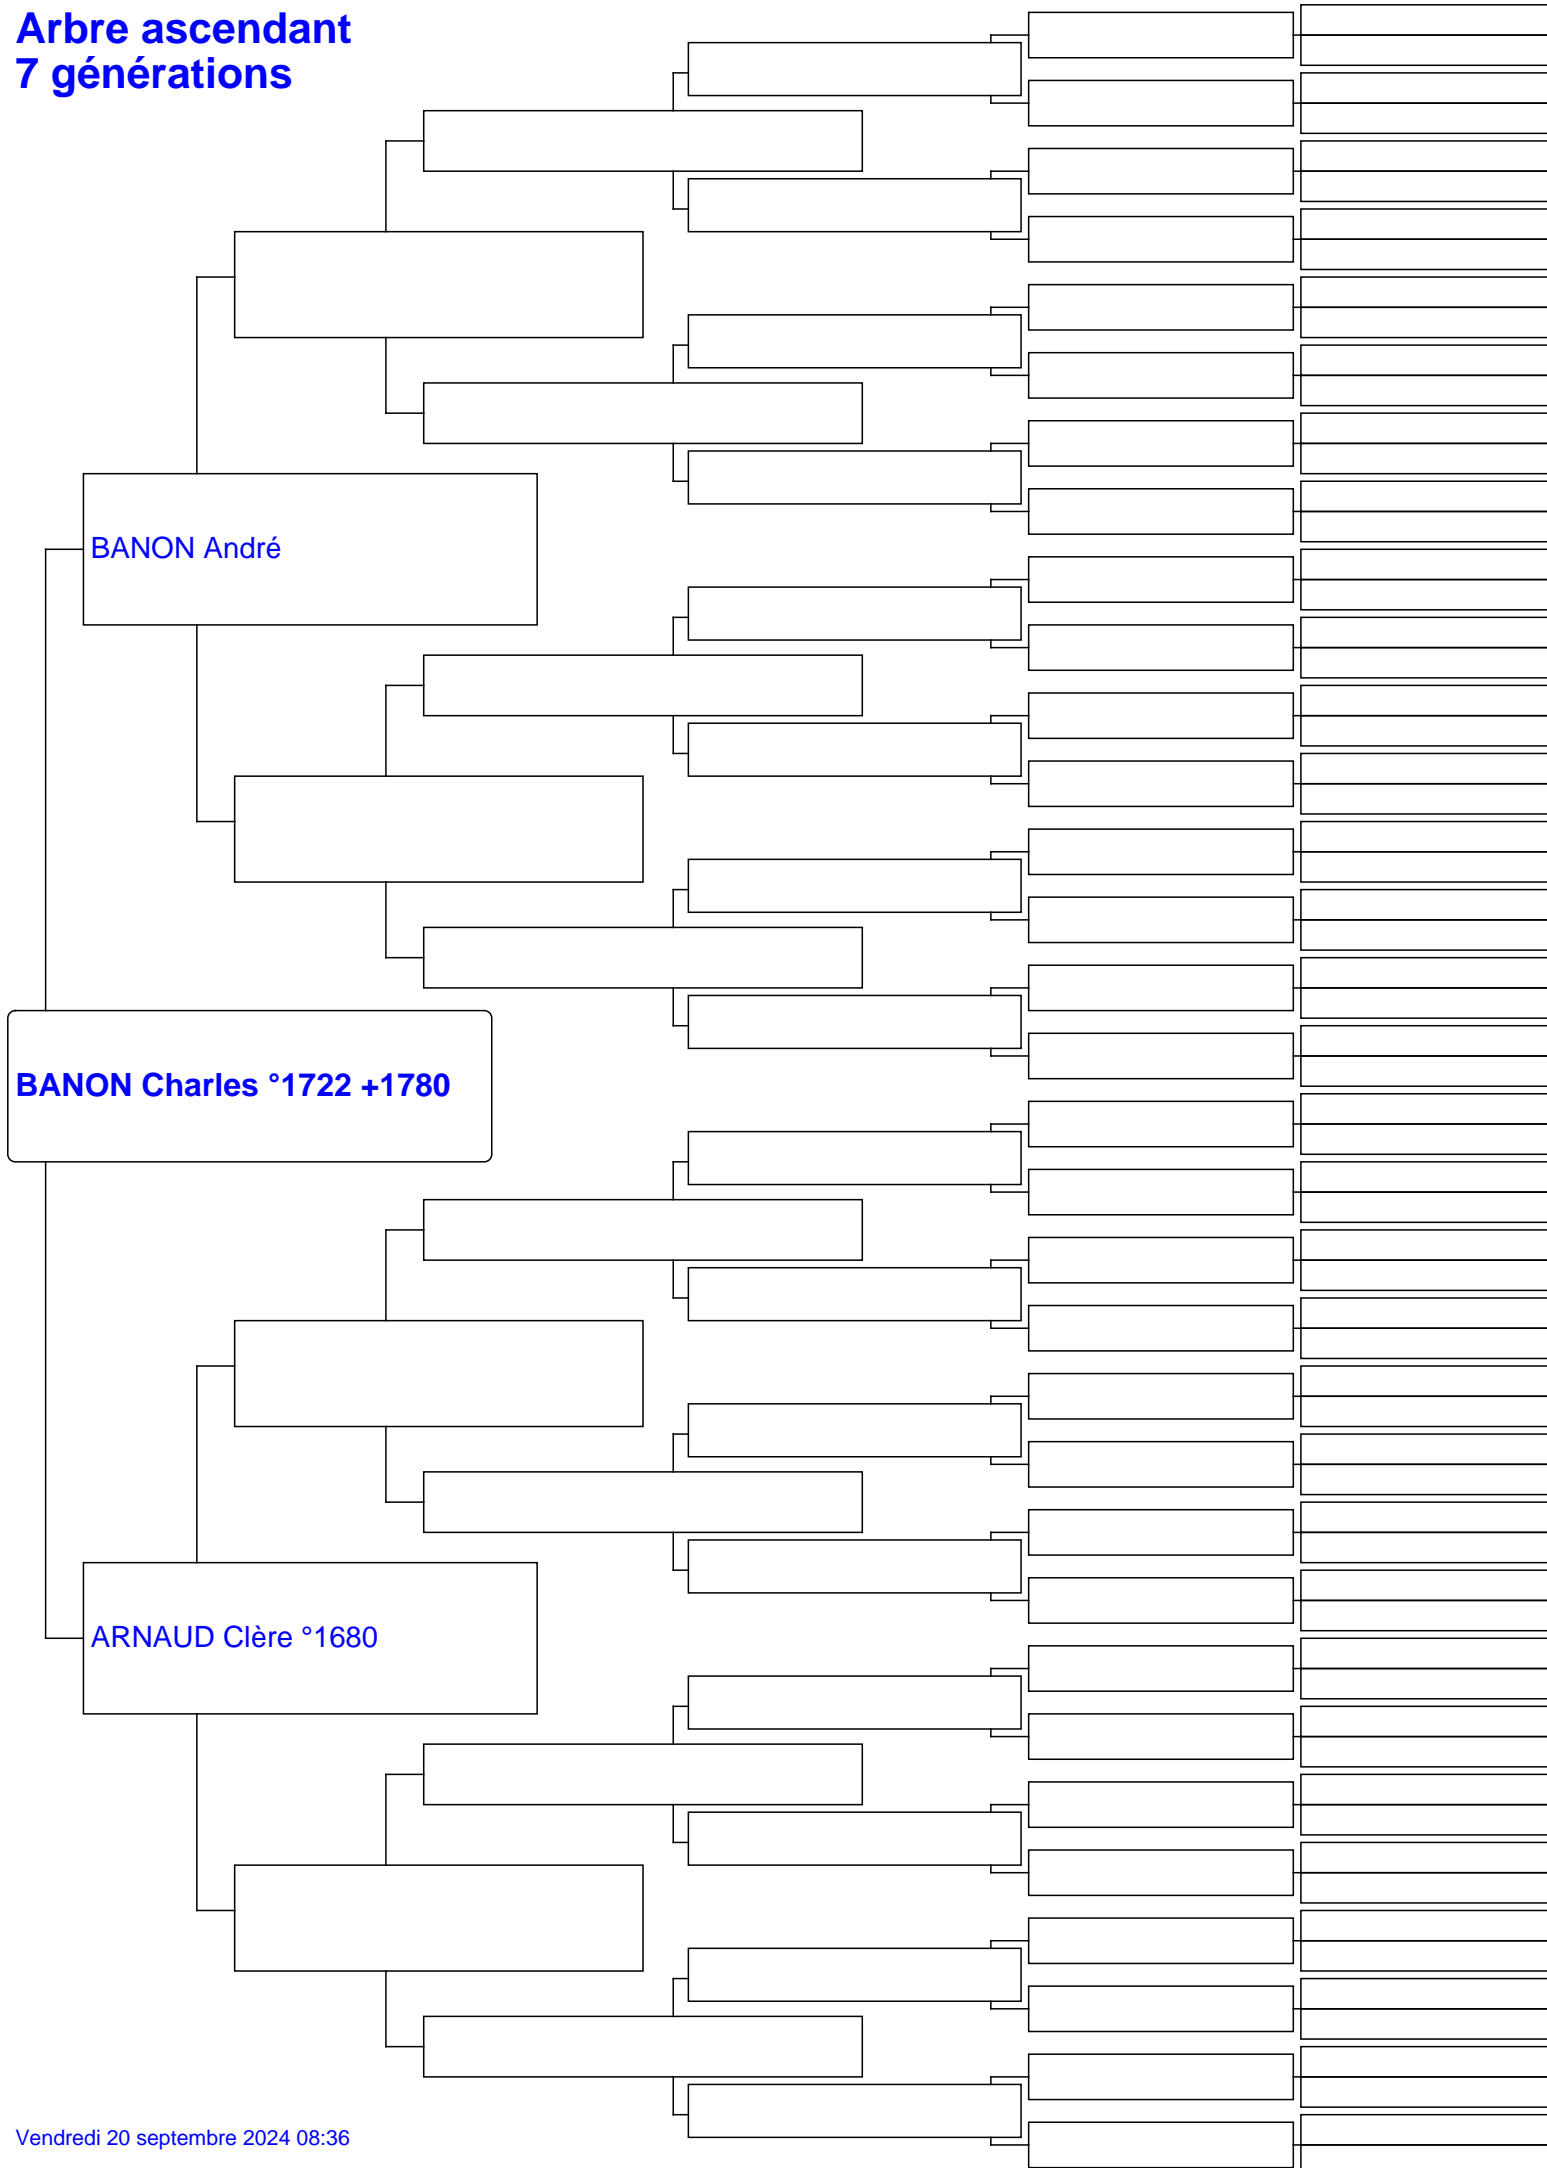 Arbre ascendant
7 générations
BANON André
BANON Charles °1722 +1780
ARNAUD Clère °1680
Vendredi 20 septembre 2024 08:36